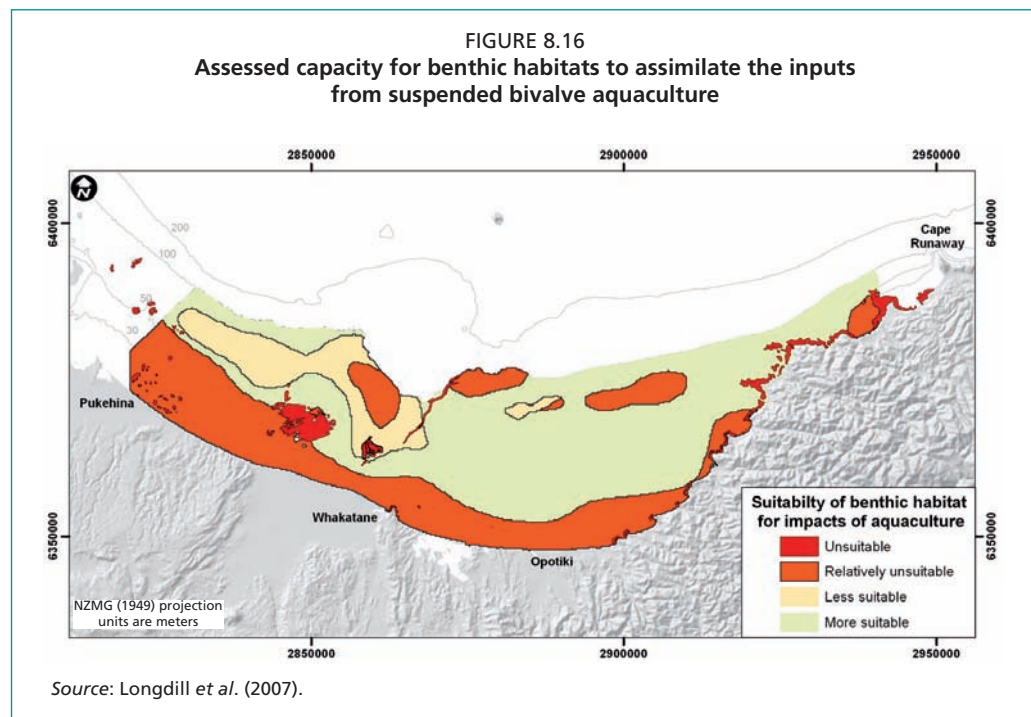 FIGURE 8.16
Assessed capacity for benthic habitats to assimilate the inputs
from suspended bivalve aquaculture
2850000
2900000
2950000
N
6400000
6400000
200
100
50
30
Cape
Runaway
Pukehina
Whakatane
Opotiki
6350000
6350000
Suitabilty of benthic habitat
for impacts of aquaculture
Unsuitable
Relatively unsuitable
Less suitable
More suitable
NZMG (1949) projection
units are meters
2850000
2900000
2950000
Source: Longdill et al. (2007).